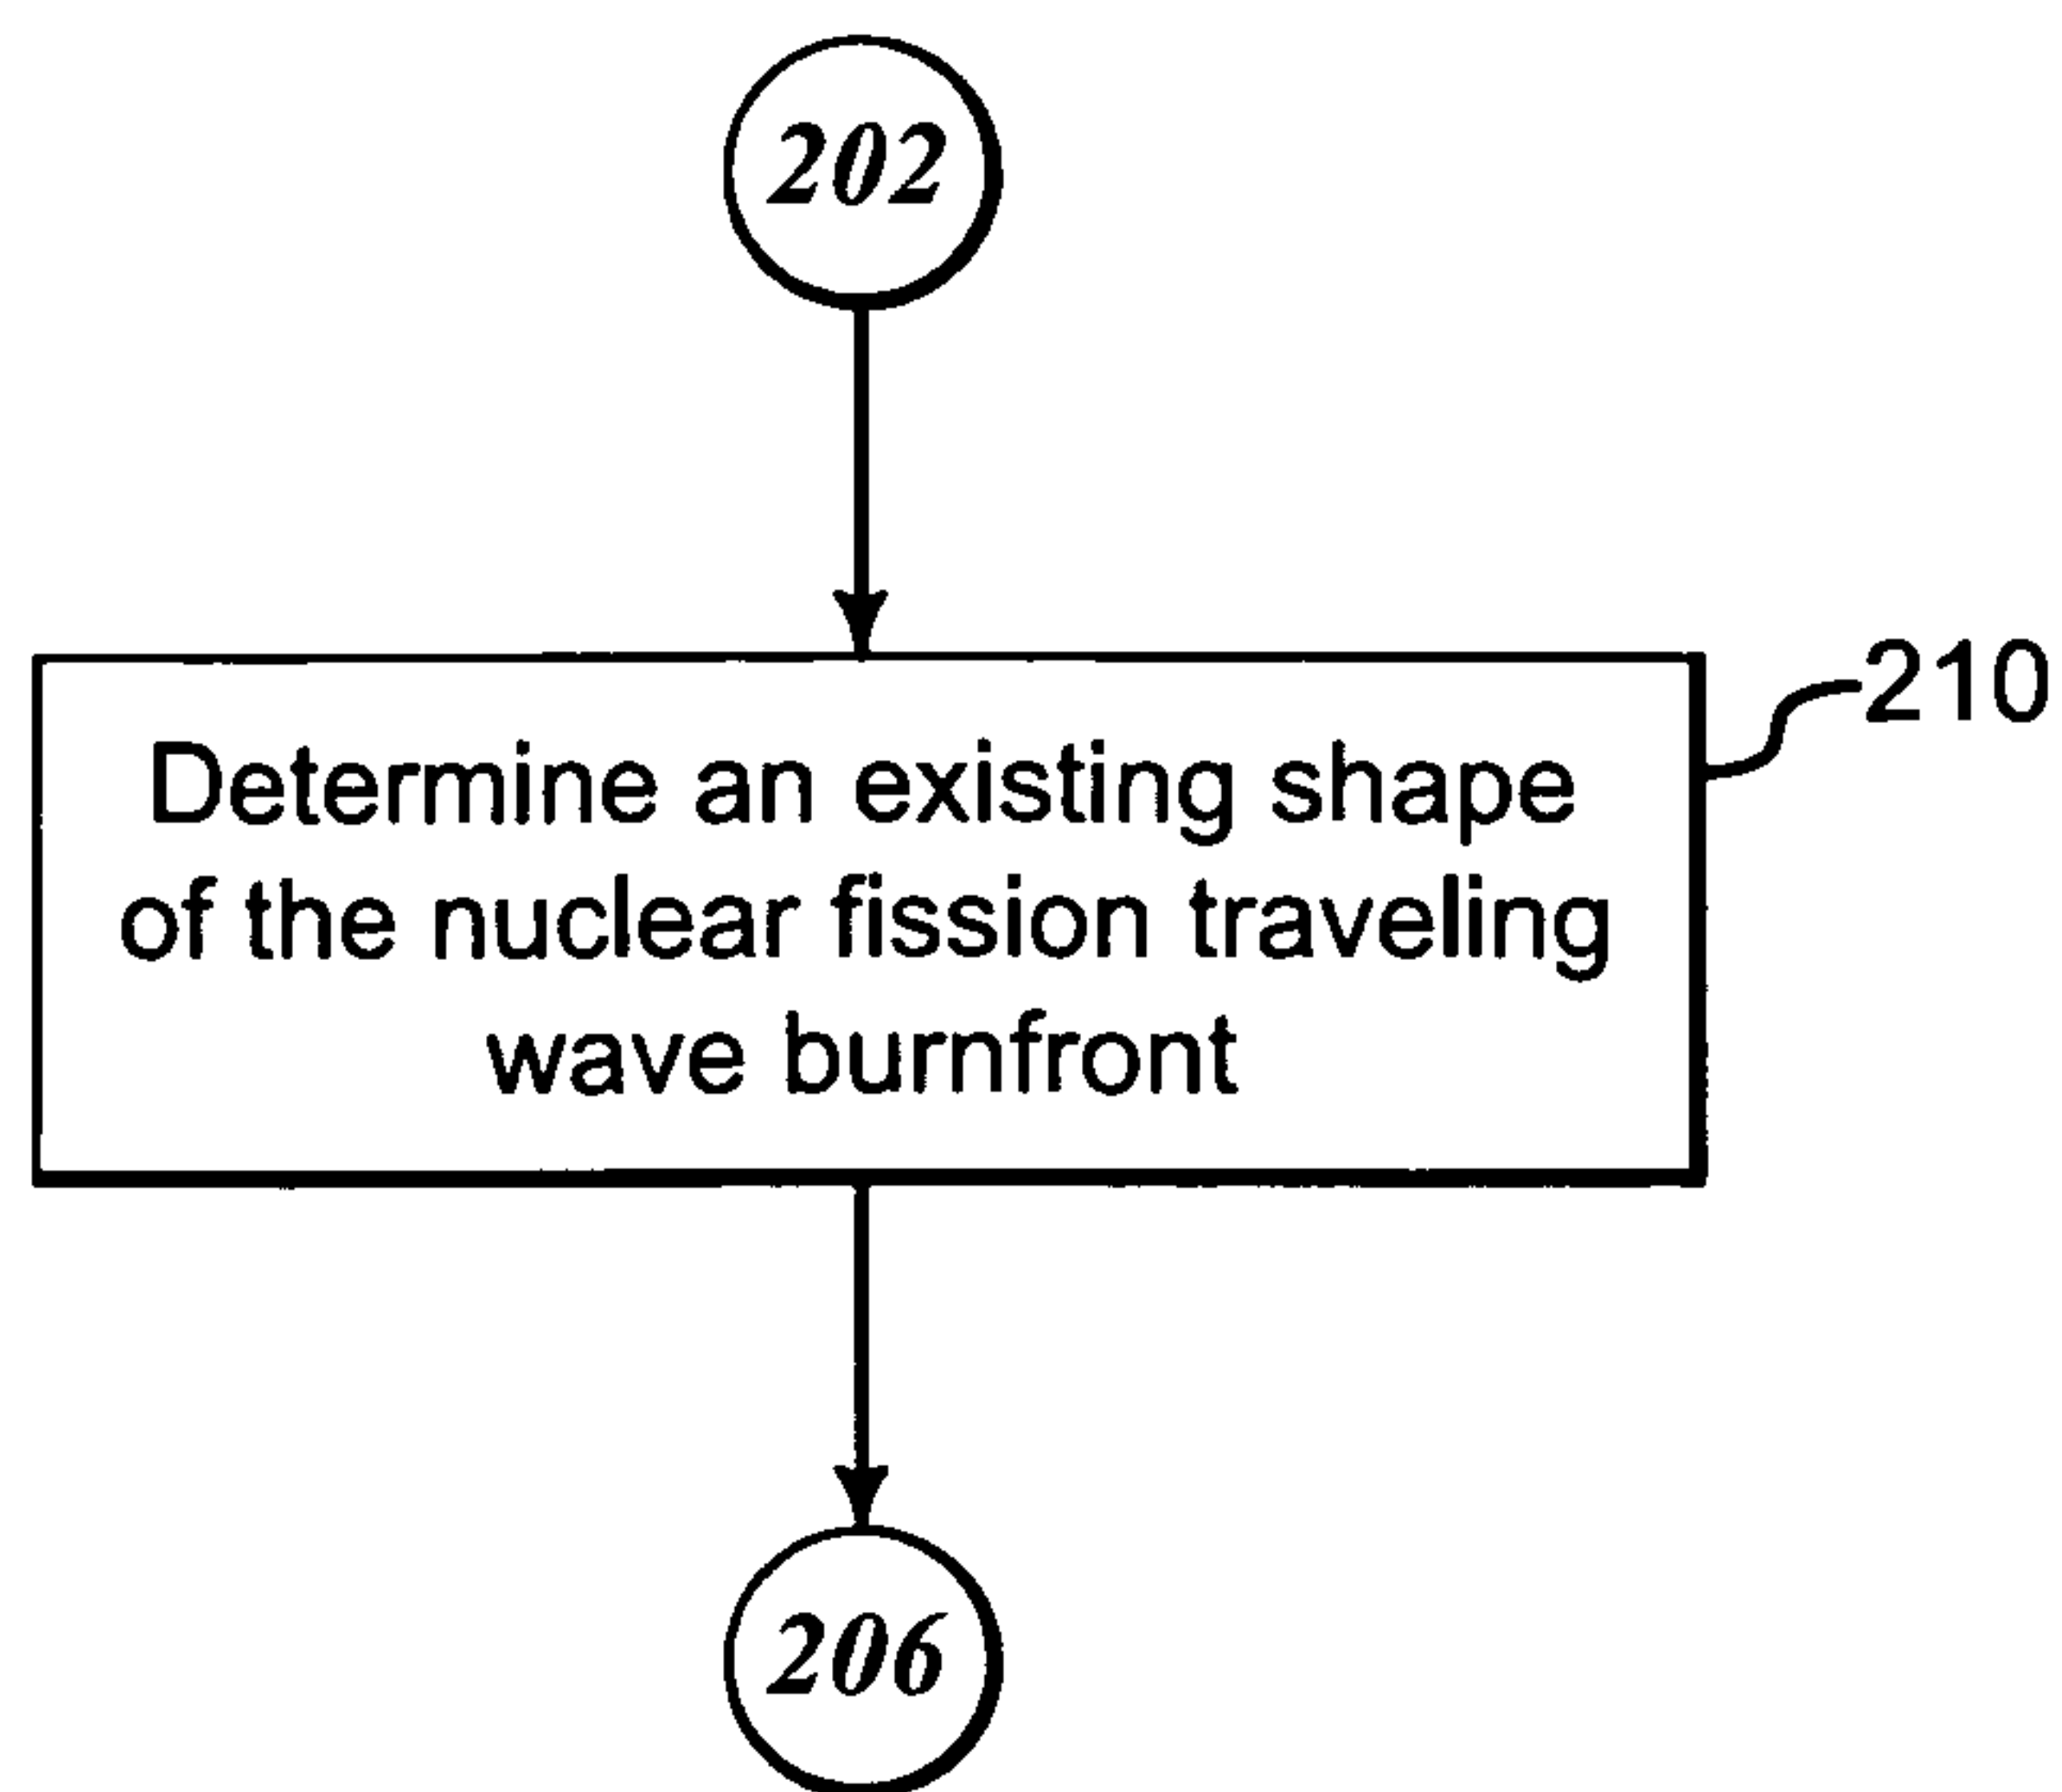 202
210
Determine an existing shape
of the nuclear fission traveling
wave burnfront
206